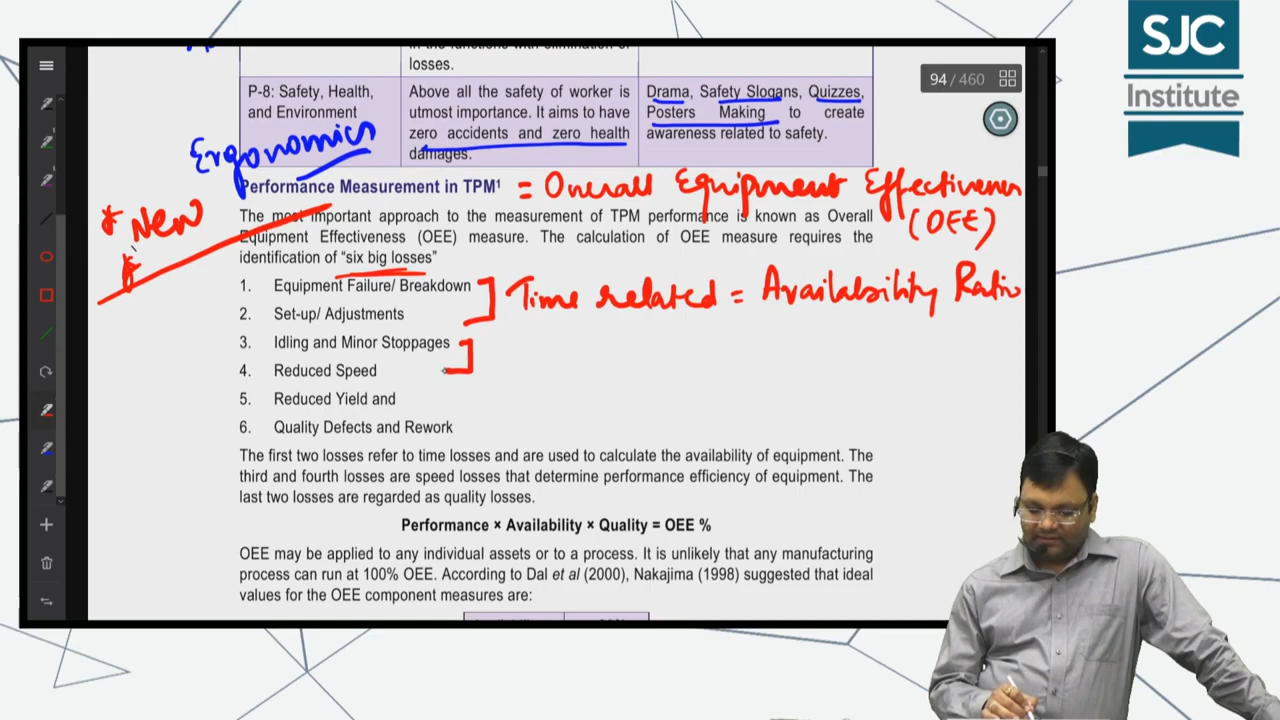 SJC
Institute
94 / 460
in the functions with elimination of
losses.
P-8: Safety, Health,
and Environment
Above all the safety of worker is
utmost importance. It aims to have
zero accidents and zero health
damages.
Drama, Safety Slogans, Quizzes,
Posters Making to create
awareness related to safety.
Ergonomics
Performance Measurement in TPM¹ = Overall Equipment Effectiveness
(OEE)
* New
*
The most important approach to the measurement of TPM performance is known as Overall
Equipment Effectiveness (OEE) measure. The calculation of OEE measure requires the
identification of “six big losses”
1. Equipment Failure/ Breakdown
2. Set-up/ Adjustments
Time related = Availability Ratio
3. Idling and Minor Stoppages
4. Reduced Speed
5. Reduced Yield and
6. Quality Defects and Rework
The first two losses refer to time losses and are used to calculate the availability of equipment. The
third and fourth losses are speed losses that determine performance efficiency of equipment. The
last two losses are regarded as quality losses.
Performance × Availability × Quality = OEE %
OEE may be applied to any individual assets or to a process. It is unlikely that any manufacturing
process can run at 100% OEE. According to Dal et al (2000), Nakajima (1998) suggested that ideal
values for the OEE component measures are: